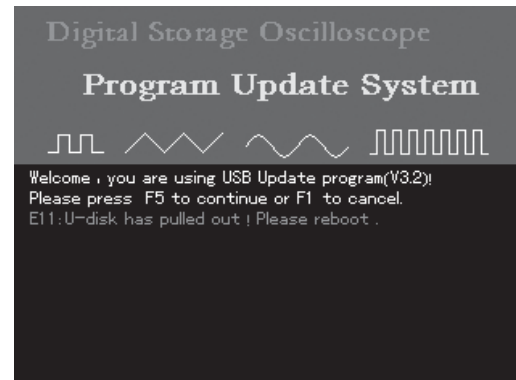 Digital Storage Oscilloscope
Program Update System
Welcome , you are using USB Update program(V3.2)!
Please press  F5 to continue or F1  to cancel.
E11:U-disk has pulled out ! Please reboot .